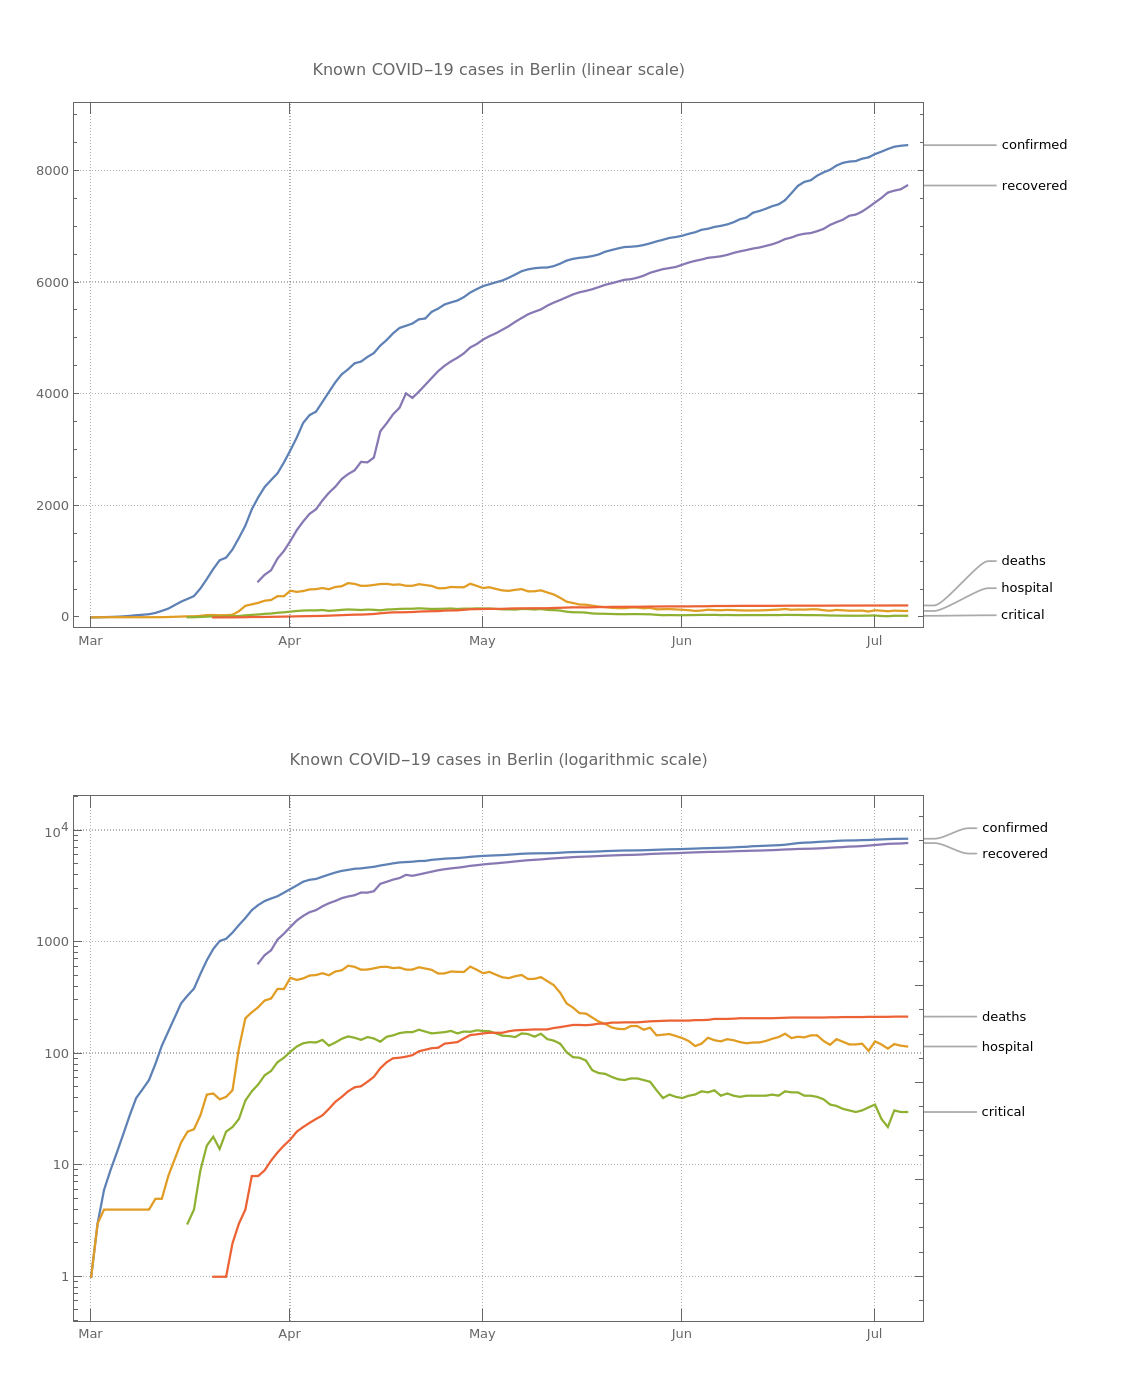 Known COVID‒19 cases in Berlin (linear scale)
8000
6000
4000
2000
0
Mar Apr May Jun Jul
confirmed
recovered
deaths
hospital
critical
Known COVID‒19 cases in Berlin (logarithmic scale)
10⁴
1000
100
10
1
Mar Apr May Jun Jul
confirmed
recovered
deaths
hospital
critical